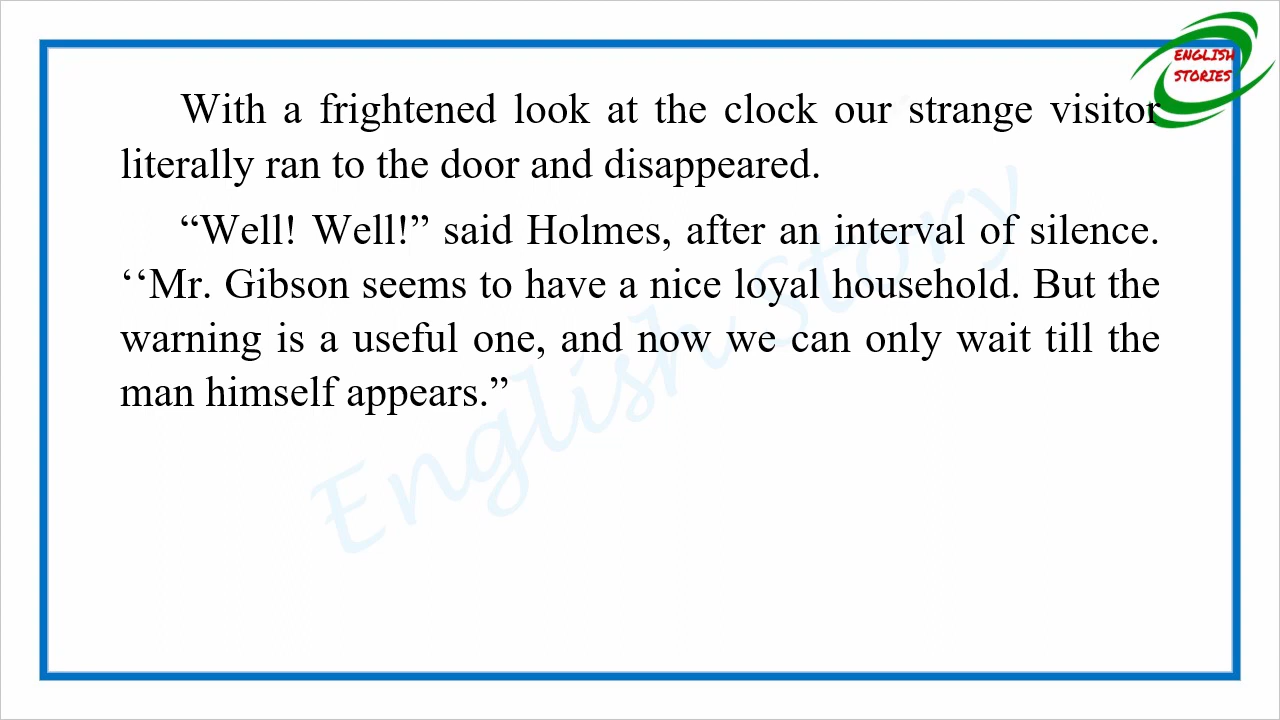 ENGLISH
STORIES
With a frightened look at the clock our strange visitor
literally ran to the door and disappeared.
“Well! Well!” said Holmes, after an interval of silence.
‘‘Mr. Gibson seems to have a nice loyal household. But the
warning is a useful one, and now we can only wait till the
man himself appears.”
English Story